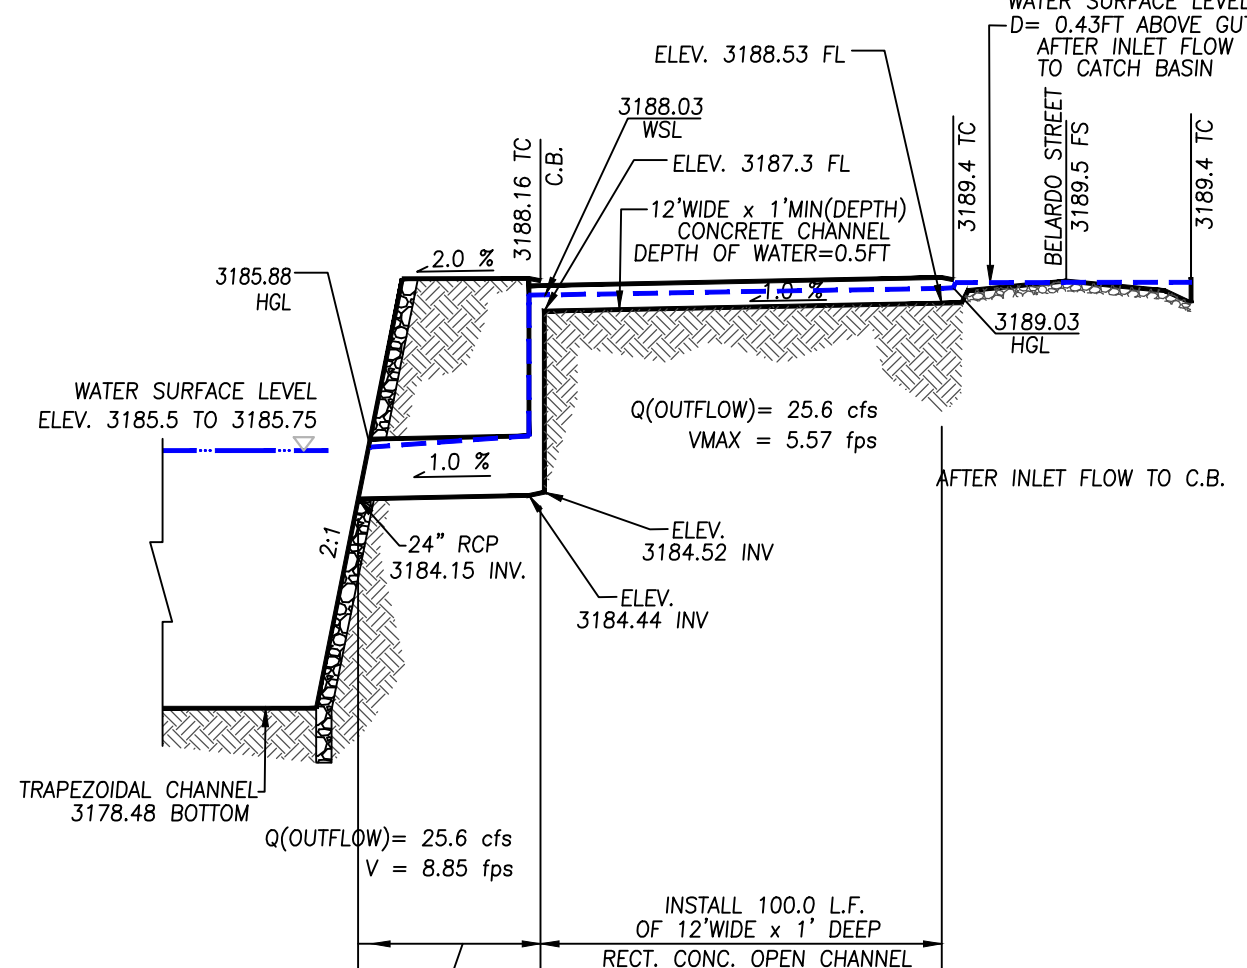 WATER SURFACE LEVEL
D= 0.43FT ABOVE
AFTER INLET FLOW
TO CATCH BASIN
ELEV. 3188.53 FL
3188.03
WSL
ELEV. 3187.3 FL
3188.16 TC
C.B.
12'WIDE x 1'MIN(DEPTH)
CONCRETE CHANNEL
DEPTH OF WATER=0.5FT
3189.4 TC
BELARDO STREET
3189.5 FS
3189.4 TC
2.0 %
1.0 %
3185.88
HGL
3189.03
HGL
WATER SURFACE LEVEL
ELEV. 3185.5 TO 3185.75
Q(OUTFLOW)= 25.6 cfs
VMAX = 5.57 fps
1.0 %
AFTER INLET FLOW TO C.B.
2:1
24" RCP
3184.15 INV.
ELEV.
3184.52 INV
ELEV.
3184.44 INV
TRAPEZOIDAL CHANNEL
3178.48 BOTTOM
Q(OUTFLOW)= 25.6 cfs
V = 8.85 fps
INSTALL 100.0 L.F.
OF 12'WIDE x 1' DEEP
RECT. CONC. OPEN CHANNEL